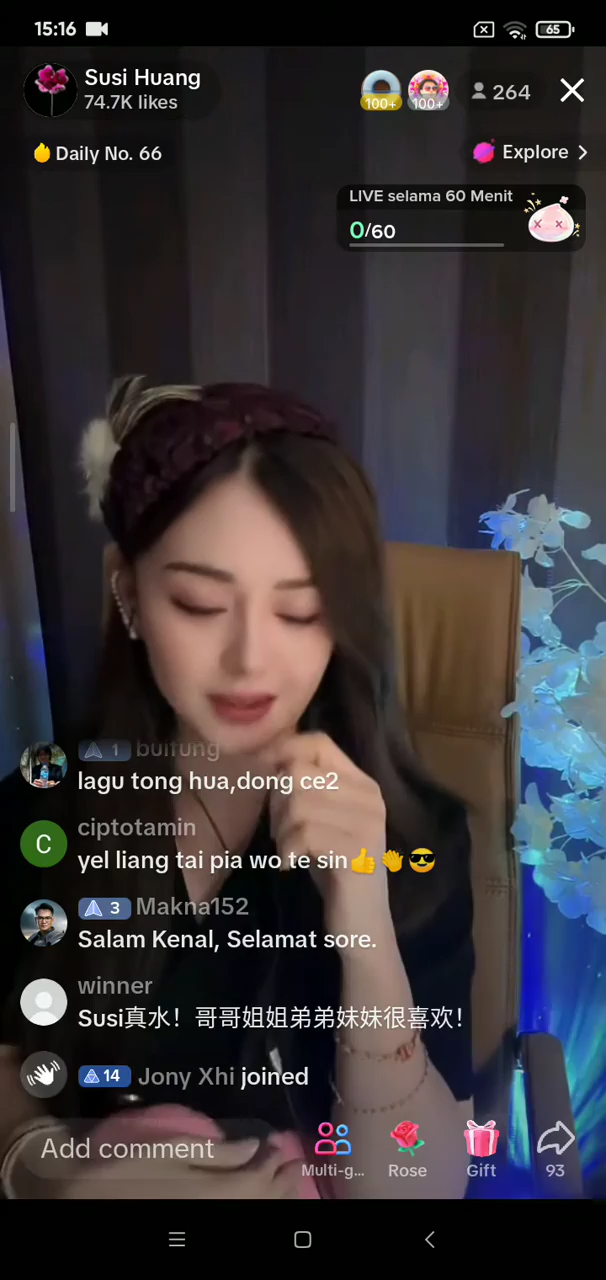 15:16
65
Susi Huang
74.7K likes
100+
100+
264
Daily No. 66
Explore
LIVE selama 60 Menit
0/60
1 buifung
lagu tong hua,dong ce2
C
ciptotamin
yel liang tai pia wo te sin👍👏😎
3 Makna152
Salam Kenal, Selamat sore.
winner
Susi真水！哥哥姐姐弟弟妹妹很喜欢！
14 Jony Xhi joined
Add comment
Multi-g...
Rose
Gift
93